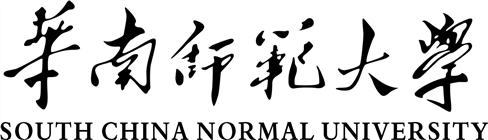 華南師範大學
SOUTH CHINA NORMAL UNIVERSITY